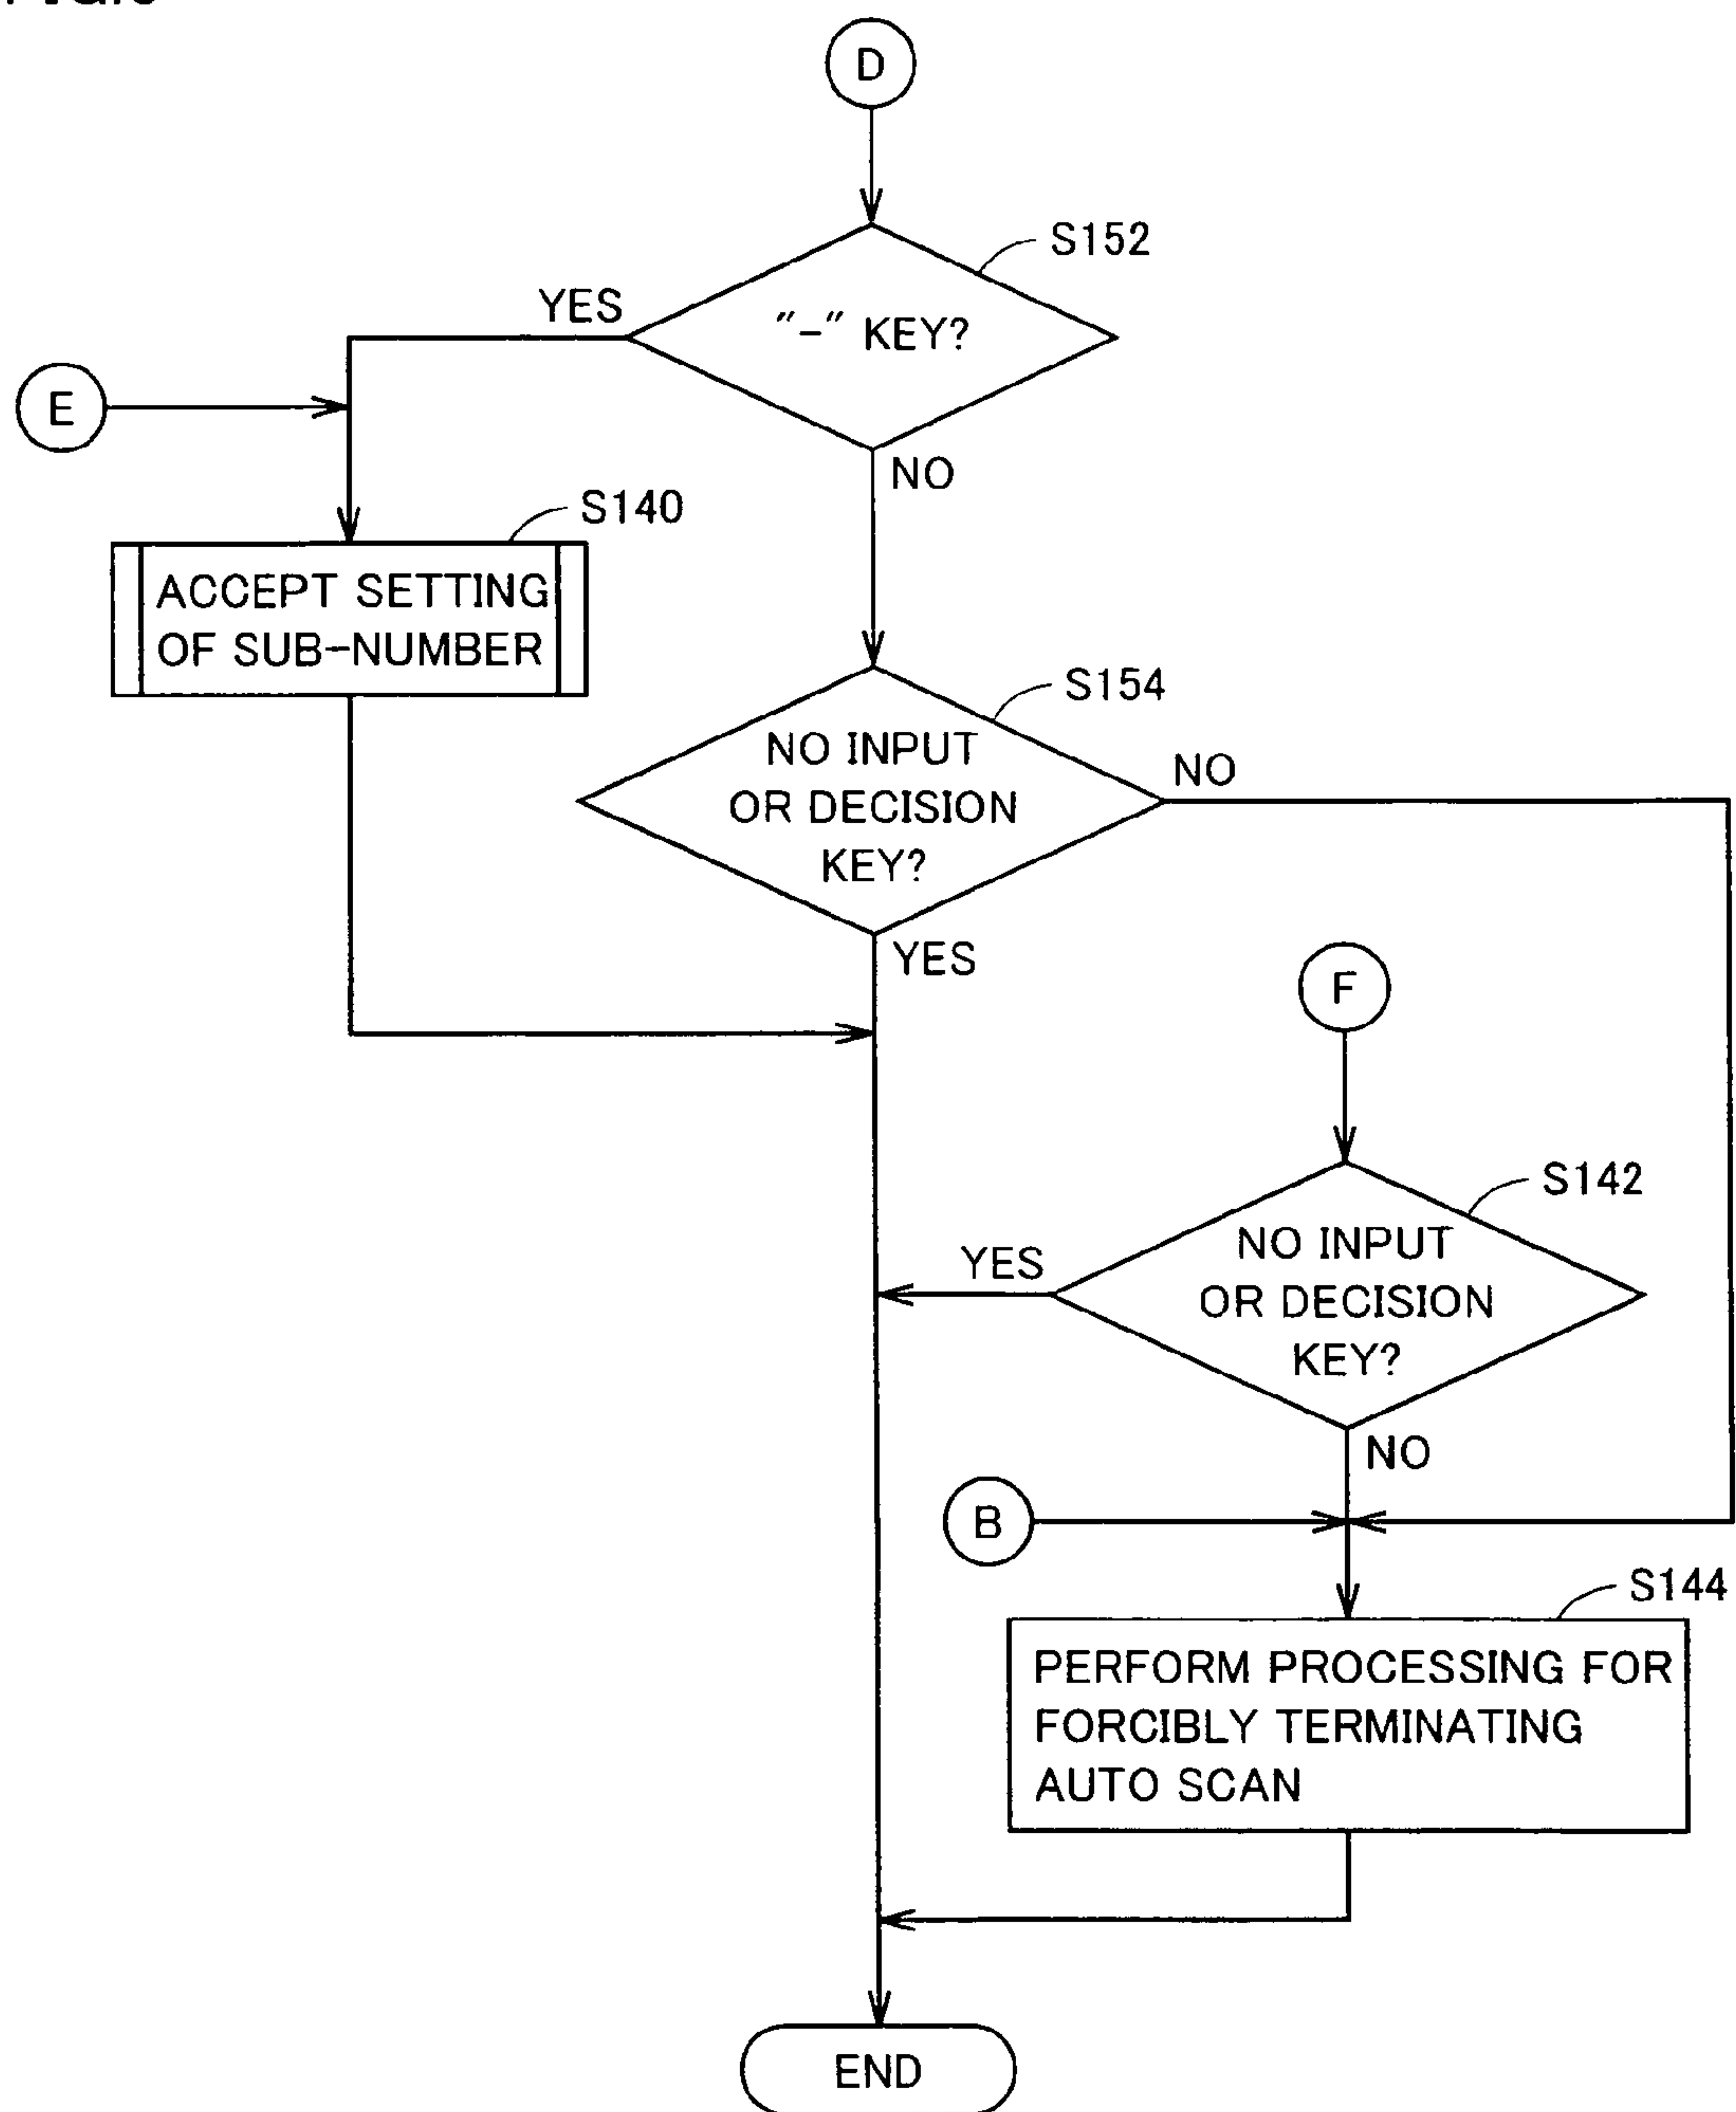 D
S152
YES
"-" KEY?
E
NO
S140
ACCEPT SETTING
OF SUB-NUMBER
S154
NO INPUT
OR DECISION
KEY?
NO
YES
F
S142
YES
NO INPUT
OR DECISION
KEY?
NO
B
S144
PERFORM PROCESSING FOR
FORCIBLY TERMINATING
AUTO SCAN
END